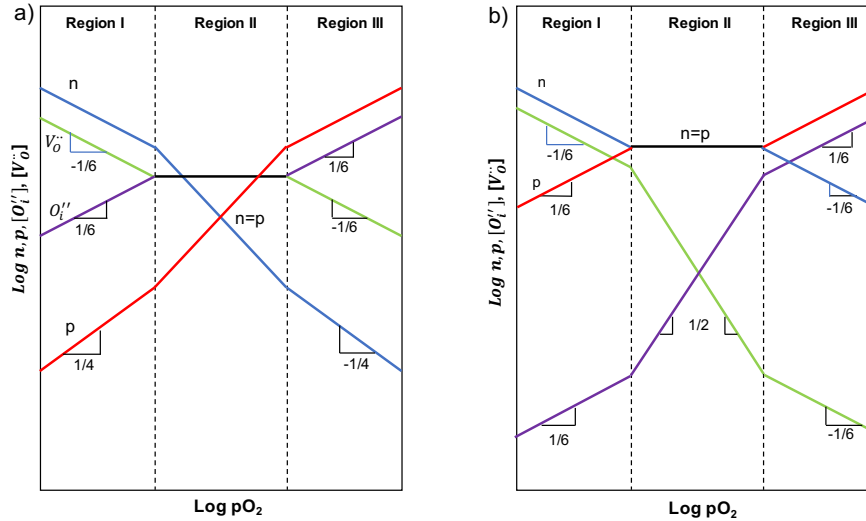 a)
Region I Region II Region III
n
V_O^¨
-1/6
O_i''
1/6
p
1/4
n=p
1/6
-1/6
-1/4
Log n, p, [O_i''], [V_O^¨]
Log pO₂
b)
Region I Region II Region III
n
-1/6
p
1/6
n=p
1/2
1/6
1/6
-1/6
-1/6
Log n, p, [O_i''], [V_O^¨]
Log pO₂